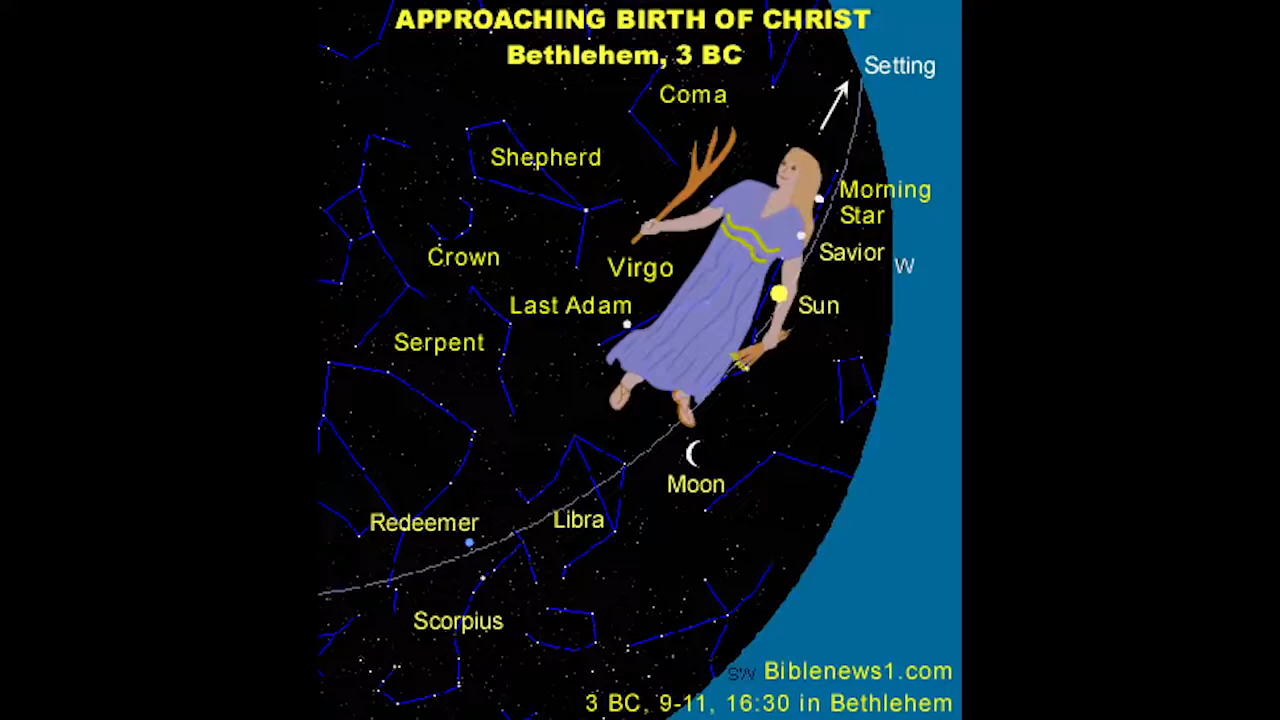 APPROACHING BIRTH OF CHRIST
Bethlehem, 3 BC
Setting
Coma
Shepherd
Morning
Star
Crown
Virgo
Savior
W
Last Adam
Sun
Serpent
Moon
Redeemer
Libra
Scorpius
SW
Biblenews1.com
3 BC, 9-11, 16:30 in Bethlehem